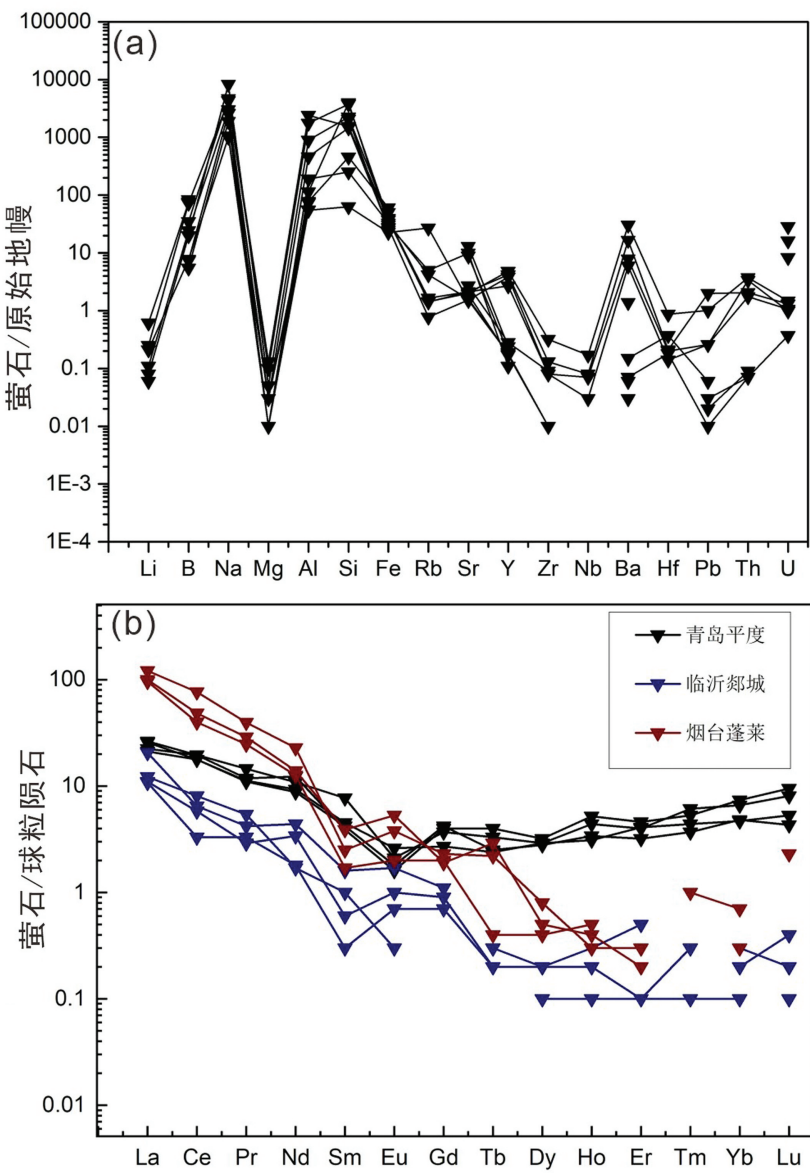 (a)
萤石/原始地幔
100000
10000
1000
100
10
1
0.1
0.01
1E-3
1E-4
Li B Na Mg Al Si Fe Rb Sr Y Zr Nb Ba Hf Pb Th U
(b)
萤石/球粒陨石
100
10
1
0.1
0.01
青岛平度
临沂郯城
烟台蓬莱
La Ce Pr Nd Sm Eu Gd Tb Dy Ho Er Tm Yb Lu